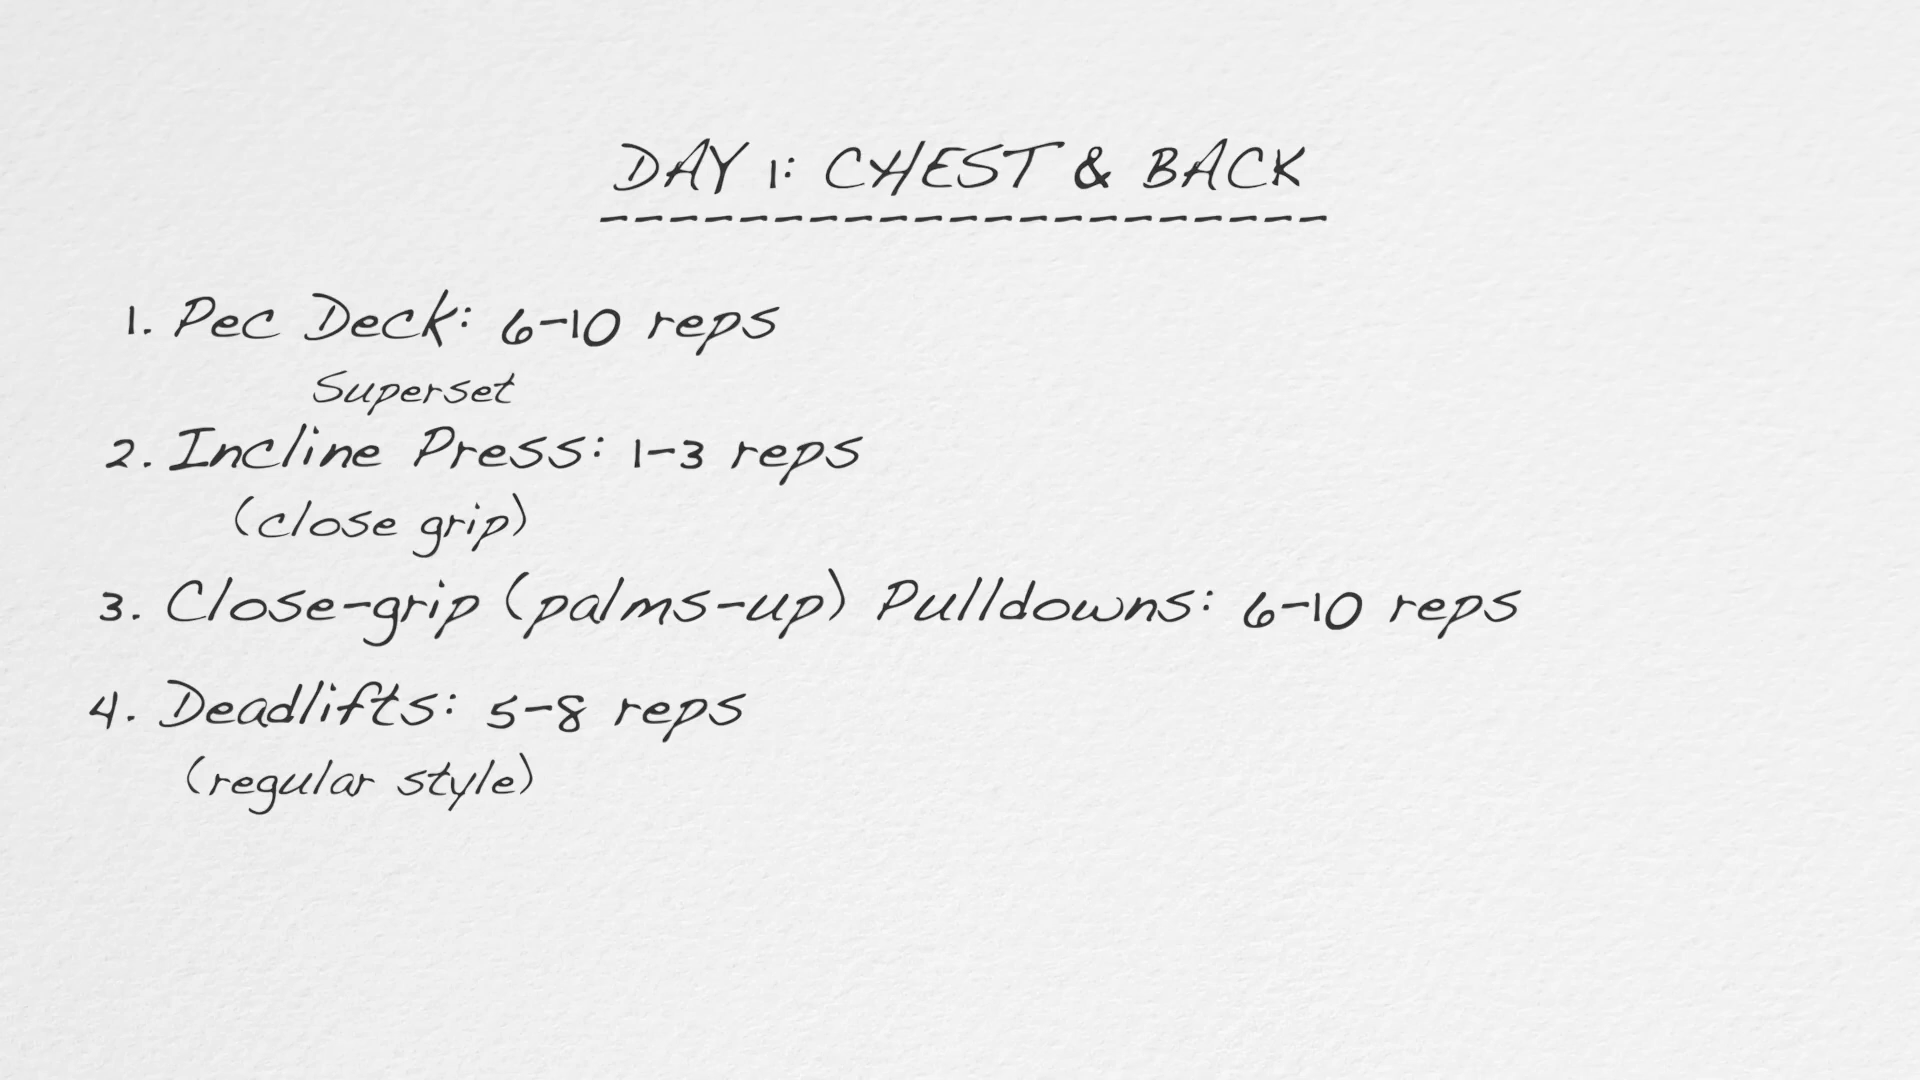 DAY 1: CHEST & BACK
--------------------
1. Pec Deck: 6-10 reps
Superset
2. Incline Press: 1-3 reps
(close grip)
3. Close-grip (palms-up) Pulldowns: 6-10 reps
4. Deadlifts: 5-8 reps
(regular style)